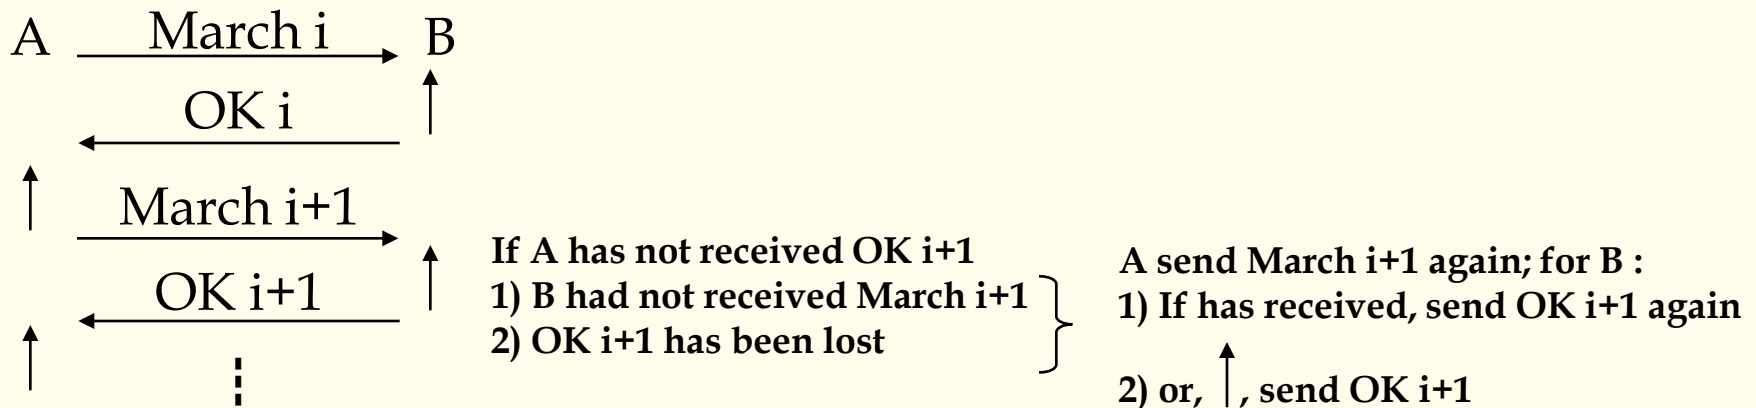 A March i B
OK i
March i+1
OK i+1
If A has not received OK i+1
1) B had not received March i+1
2) OK i+1 has been lost
A send March i+1 again; for B :
1) If has received, send OK i+1 again
2) or, ↑, send OK i+1